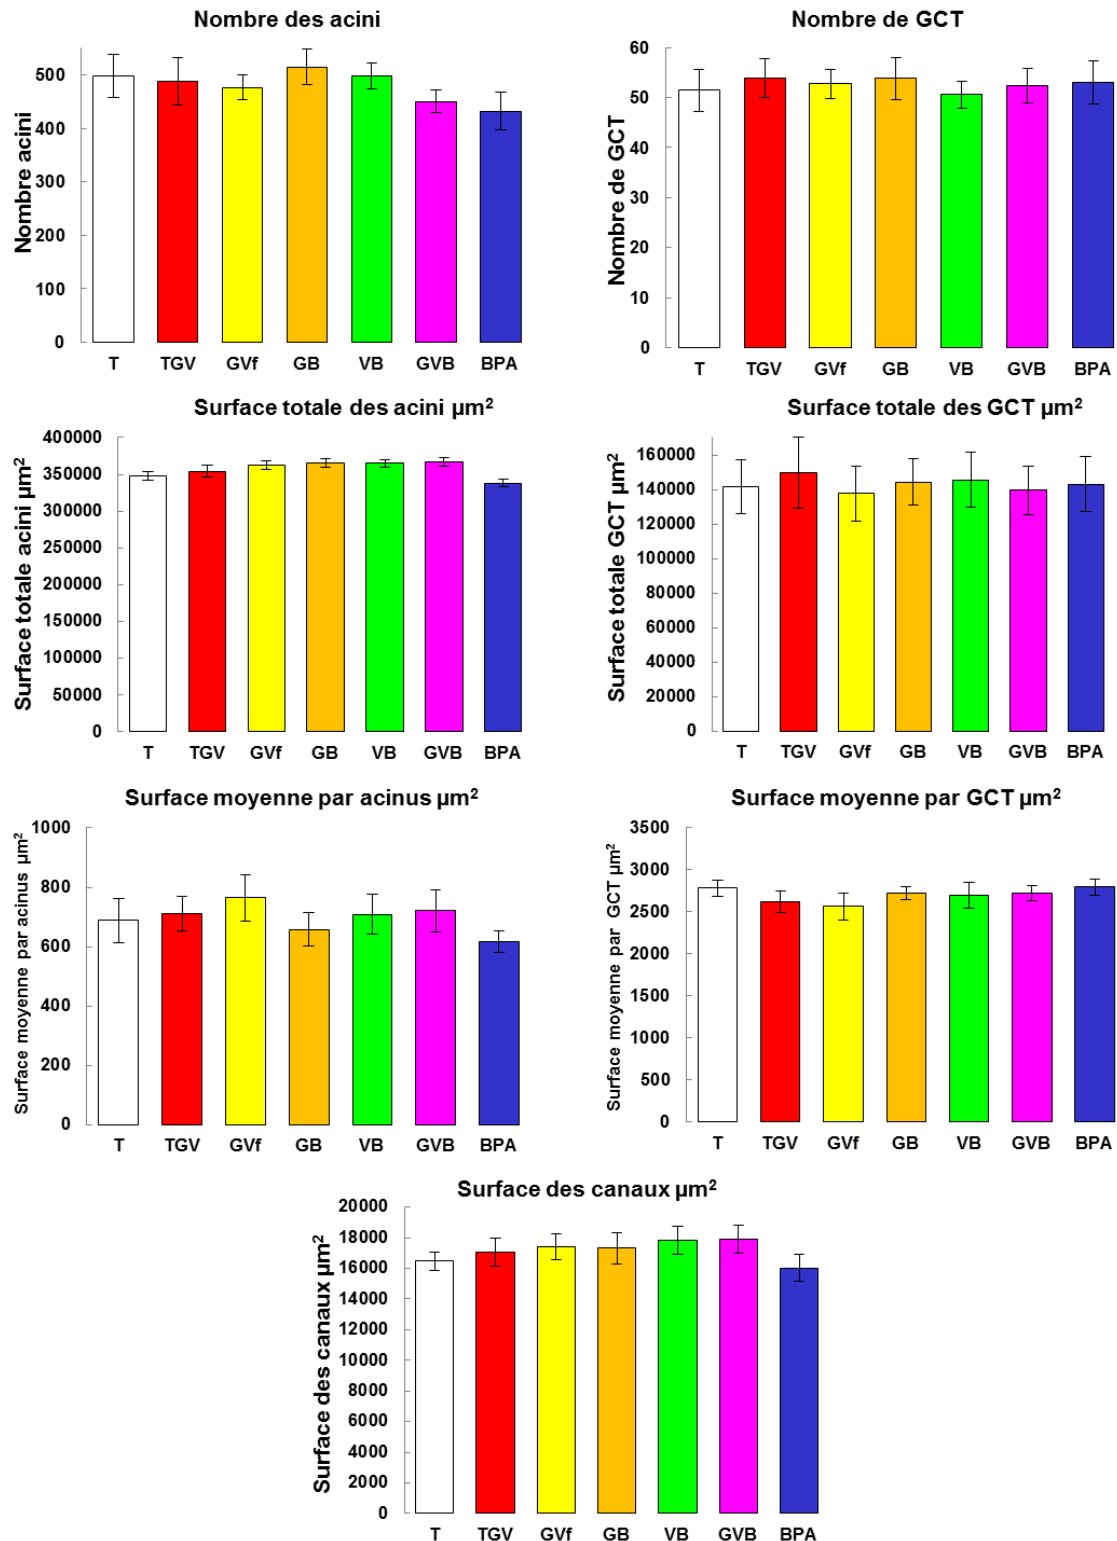 Nombre des acini
Nombre acini
500
400
300
200
100
0
T TGV GVf GB VB GVB BPA
Nombre de GCT
Nombre de GCT
60
50
40
30
20
10
0
T TGV GVf GB VB GVB BPA
Surface totale des acini µm²
Surface totale acini µm²
400000
350000
300000
250000
200000
150000
100000
50000
0
T TGV GVf GB VB GVB BPA
Surface totale des GCT µm²
Surface totale GCT µm²
160000
140000
120000
100000
80000
60000
40000
20000
0
T TGV GVf GB VB GVB BPA
Surface moyenne par acinus µm²
Surface moyenne par acinus µm²
1000
800
600
400
200
0
T TGV GVf GB VB GVB BPA
Surface moyenne par GCT µm²
Surface moyenne par GCT µm²
3500
3000
2500
2000
1500
1000
500
0
T TGV GVf GB VB GVB BPA
Surface des canaux µm²
Surface des canaux µm²
20000
18000
16000
14000
12000
10000
8000
6000
4000
2000
0
T TGV GVf GB VB GVB BPA